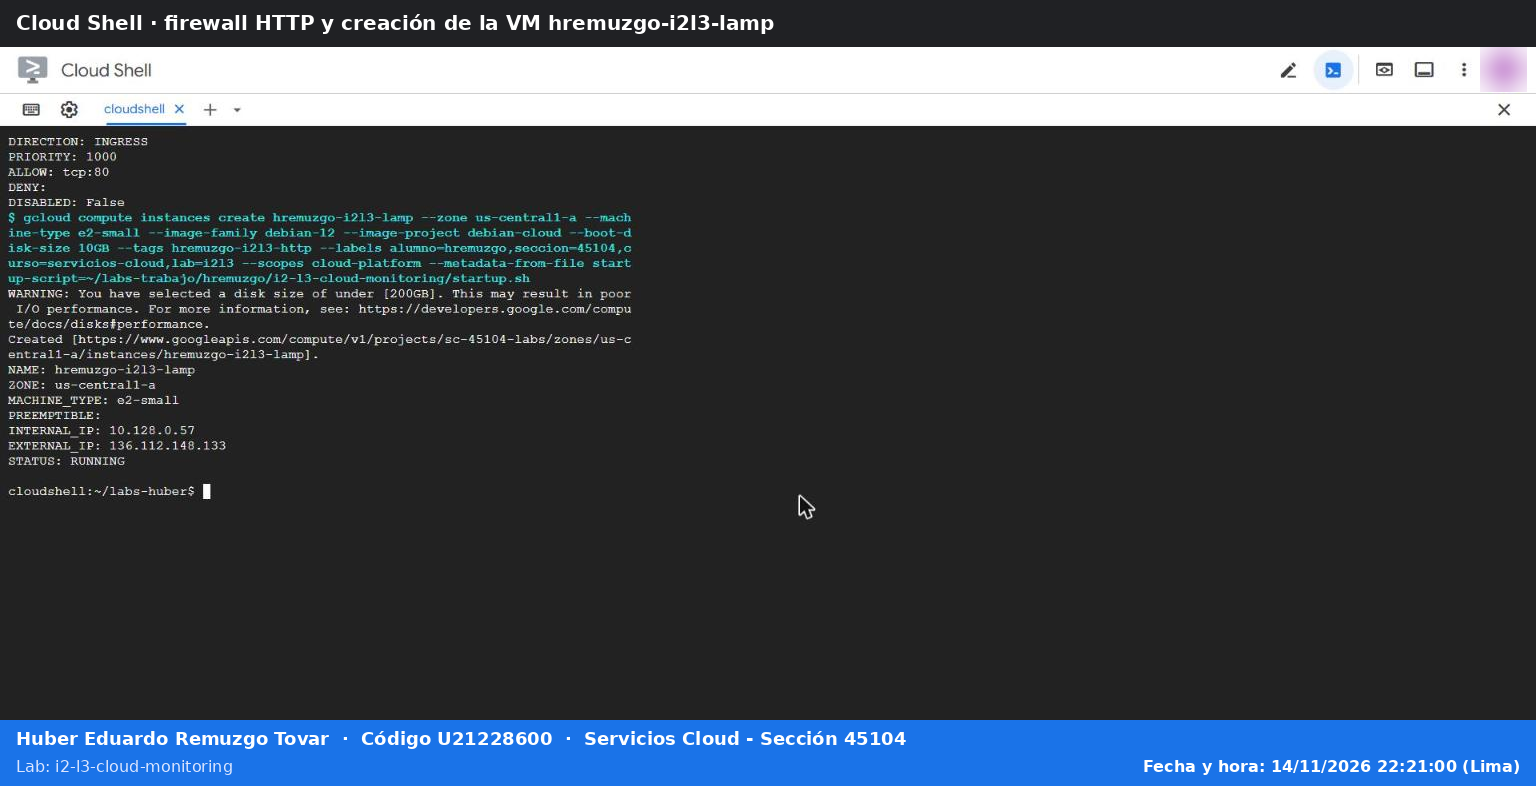 Cloud Shell · firewall HTTP y creación de la VM hremuzgo-i2l3-lamp
Cloud Shell
cloudshell
DIRECTION: INGRESS
PRIORITY: 1000
ALLOW: tcp:80
DENY:
DISABLED: False
$ gcloud compute instances create hremuzgo-i2l3-lamp --zone us-central1-a --mach
ine-type e2-small --image-family debian-12 --image-project debian-cloud --boot-d
isk-size 10GB --tags hremuzgo-i2l3-http --labels alumno=hremuzgo,seccion=45104,c
urso=servicios-cloud,lab=i2l3 --scopes cloud-platform --metadata-from-file start
up-script=~/labs-trabajo/hremuzgo/i2-l3-cloud-monitoring/startup.sh
WARNING: You have selected a disk size of under [200GB]. This may result in poor
 I/O performance. For more information, see: https://developers.google.com/compu
te/docs/disks#performance.
Created [https://www.googleapis.com/compute/v1/projects/sc-45104-labs/zones/us-c
entral1-a/instances/hremuzgo-i2l3-lamp].
NAME: hremuzgo-i2l3-lamp
ZONE: us-central1-a
MACHINE_TYPE: e2-small
PREEMPTIBLE:
INTERNAL_IP: 10.128.0.57
EXTERNAL_IP: 136.112.148.133
STATUS: RUNNING
cloudshell:~/labs-huber$
Huber Eduardo Remuzgo Tovar · Código U21228600 · Servicios Cloud - Sección 45104
Lab: i2-l3-cloud-monitoring
Fecha y hora: 14/11/2026 22:21:00 (Lima)